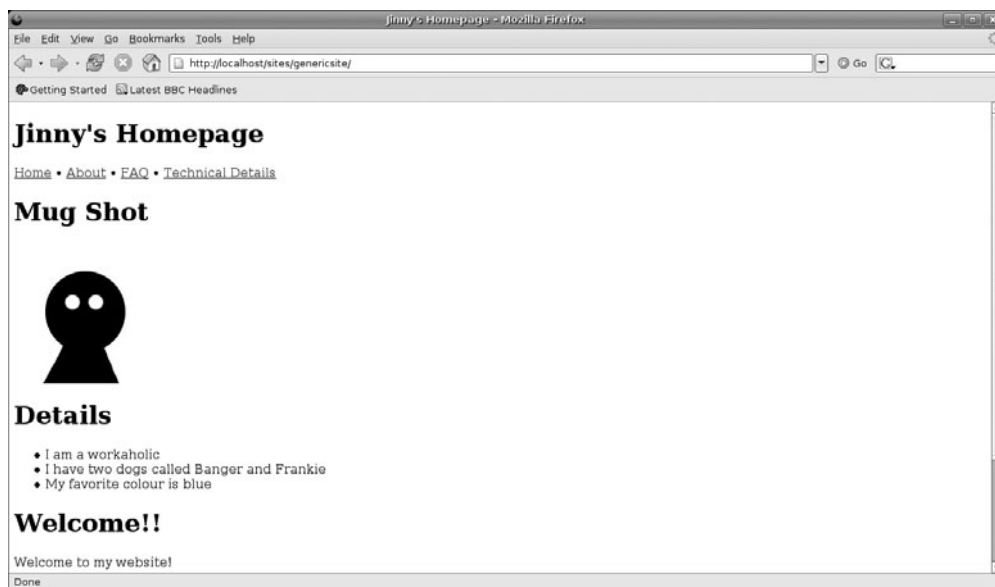 Jinny's Homepage - Mozilla Firefox
File Edit View Go Bookmarks Tools Help
http://localhost/sites/genericsite/ Go G
Getting Started Latest BBC Headlines
Jinny's Homepage
Home • About • FAQ • Technical Details
Mug Shot
Details
• I am a workaholic
• I have two dogs called Banger and Frankie
• My favorite colour is blue
Welcome!!
Welcome to my website!
Done